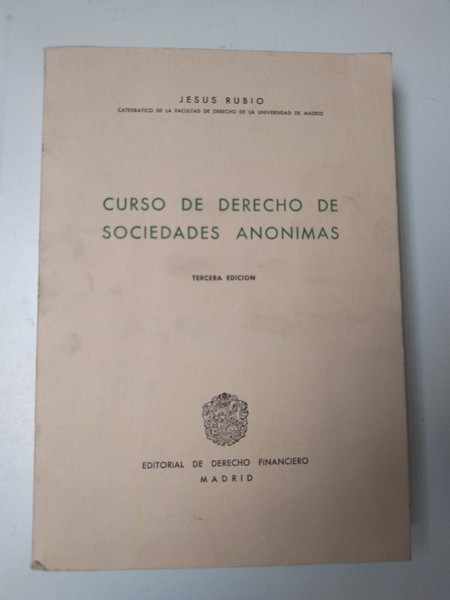 JESUS RUBIO
CATEDRATICO DE LA FACULTAD DE DERECHO DE LA UNIVERSIDAD DE MADRID
CURSO DE DERECHO DE
SOCIEDADES ANONIMAS
TERCERA EDICION
EDITORIAL DE DERECHO FINANCIERO
MADRID